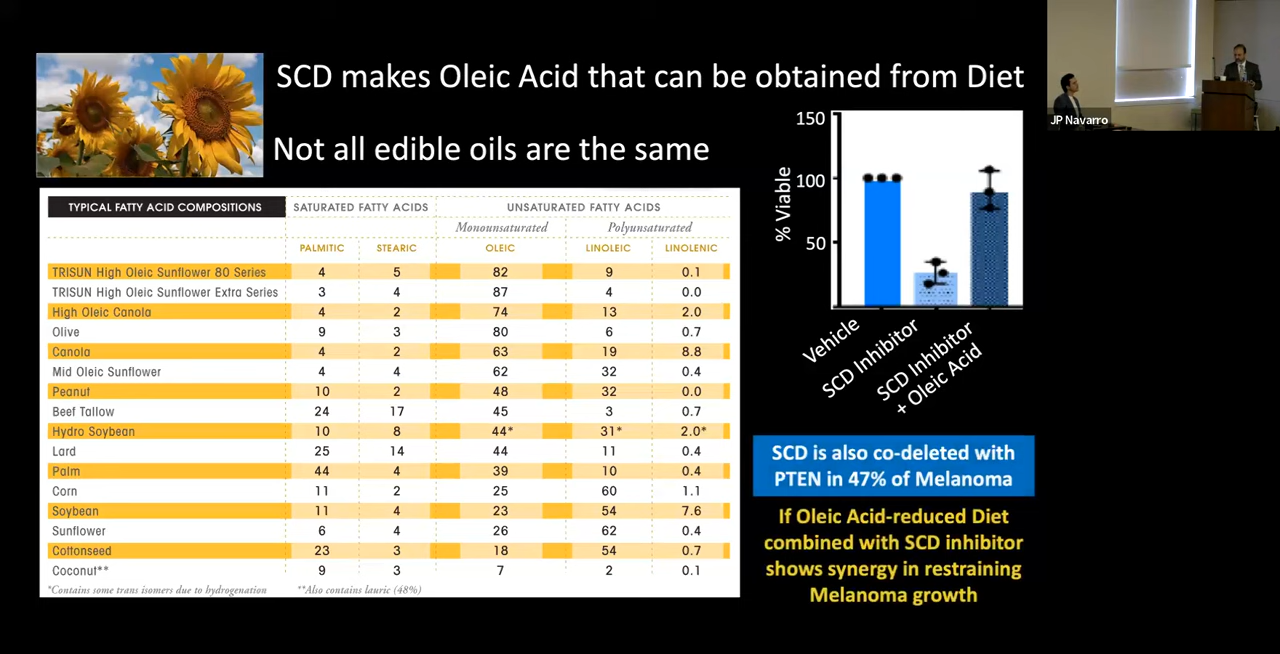 SCD makes Oleic Acid that can be obtained from Diet
Not all edible oils are the same
TYPICAL FATTY ACID COMPOSITIONS SATURATED FATTY ACIDS UNSATURATED FATTY ACIDS
Monounsaturated Polyunsaturated
PALMITIC STEARIC OLEIC LINOLEIC LINOLENIC
TRISUN High Oleic Sunflower 80 Series 4 5 82 9 0.1
TRISUN High Oleic Sunflower Extra Series 3 4 87 4 0.0
High Oleic Canola 4 2 74 13 2.0
Olive 9 3 80 6 0.7
Canola 4 2 63 19 8.8
Mid Oleic Sunflower 4 4 62 32 0.4
Peanut 10 2 48 32 0.0
Beef Tallow 24 17 45 3 0.7
Hydro Soybean 10 8 44* 31* 2.0*
Lard 25 14 44 11 0.4
Palm 44 4 39 10 0.4
Corn 11 2 25 60 1.1
Soybean 11 4 23 54 7.6
Sunflower 6 4 26 62 0.4
Cottonseed 23 3 18 54 0.7
Coconut** 9 3 7 2 0.1
*Contains some trans isomers due to hydrogenation **Also contains lauric (48%)
150
100
50
% Viable
Vehicle
SCD Inhibitor
SCD Inhibitor
+ Oleic Acid
SCD is also co-deleted with
PTEN in 47% of Melanoma
If Oleic Acid-reduced Diet
combined with SCD inhibitor
shows synergy in restraining
Melanoma growth
JP Navarro